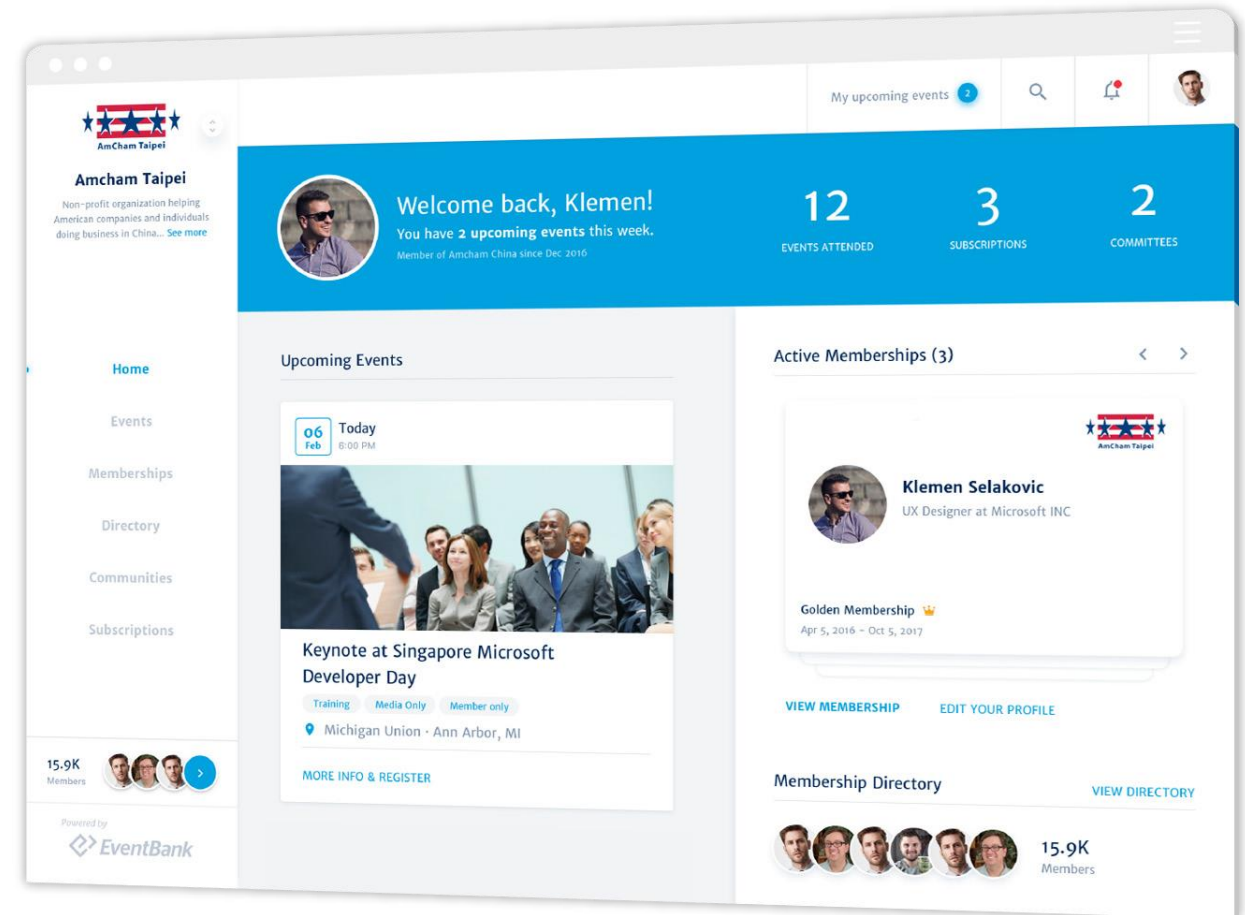 My upcoming events 2
AmCham Taipei
Amcham Taipei
Non-profit organization helping
American companies and individuals
doing business in China... See more
Home
Events
Memberships
Directory
Communities
Subscriptions
15.9K
Members
Powered by
EventBank
Welcome back, Klemen!
You have 2 upcoming events this week.
Member of Amcham China since Dec 2016
12
EVENTS ATTENDED
3
SUBSCRIPTIONS
2
COMMITTEES
Upcoming Events
06
Feb
Today
6:00 PM
Keynote at Singapore Microsoft
Developer Day
Training Media Only Member only
Michigan Union · Ann Arbor, MI
MORE INFO & REGISTER
Active Memberships (3)
AmCham Taipei
Klemen Selakovic
UX Designer at Microsoft INC
Golden Membership
Apr 5, 2016 - Oct 5, 2017
VIEW MEMBERSHIP EDIT YOUR PROFILE
Membership Directory
VIEW DIRECTORY
15.9K
Members